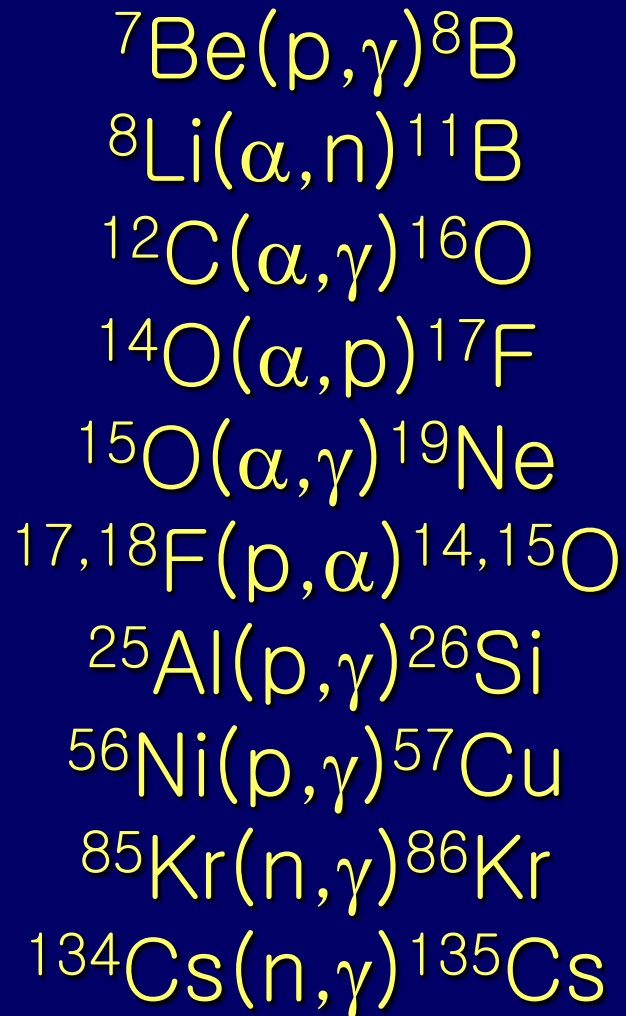 ⁷Be(p,γ)⁸B
⁸Li(α,n)¹¹B
¹²C(α,γ)¹⁶O
¹⁴O(α,p)¹⁷F
¹⁵O(α,γ)¹⁹Ne
¹⁷,¹⁸F(p,α)¹⁴,¹⁵O
²⁵Al(p,γ)²⁶Si
⁵⁶Ni(p,γ)⁵⁷Cu
⁸⁵Kr(n,γ)⁸⁶Kr
¹³⁴Cs(n,γ)¹³⁵Cs